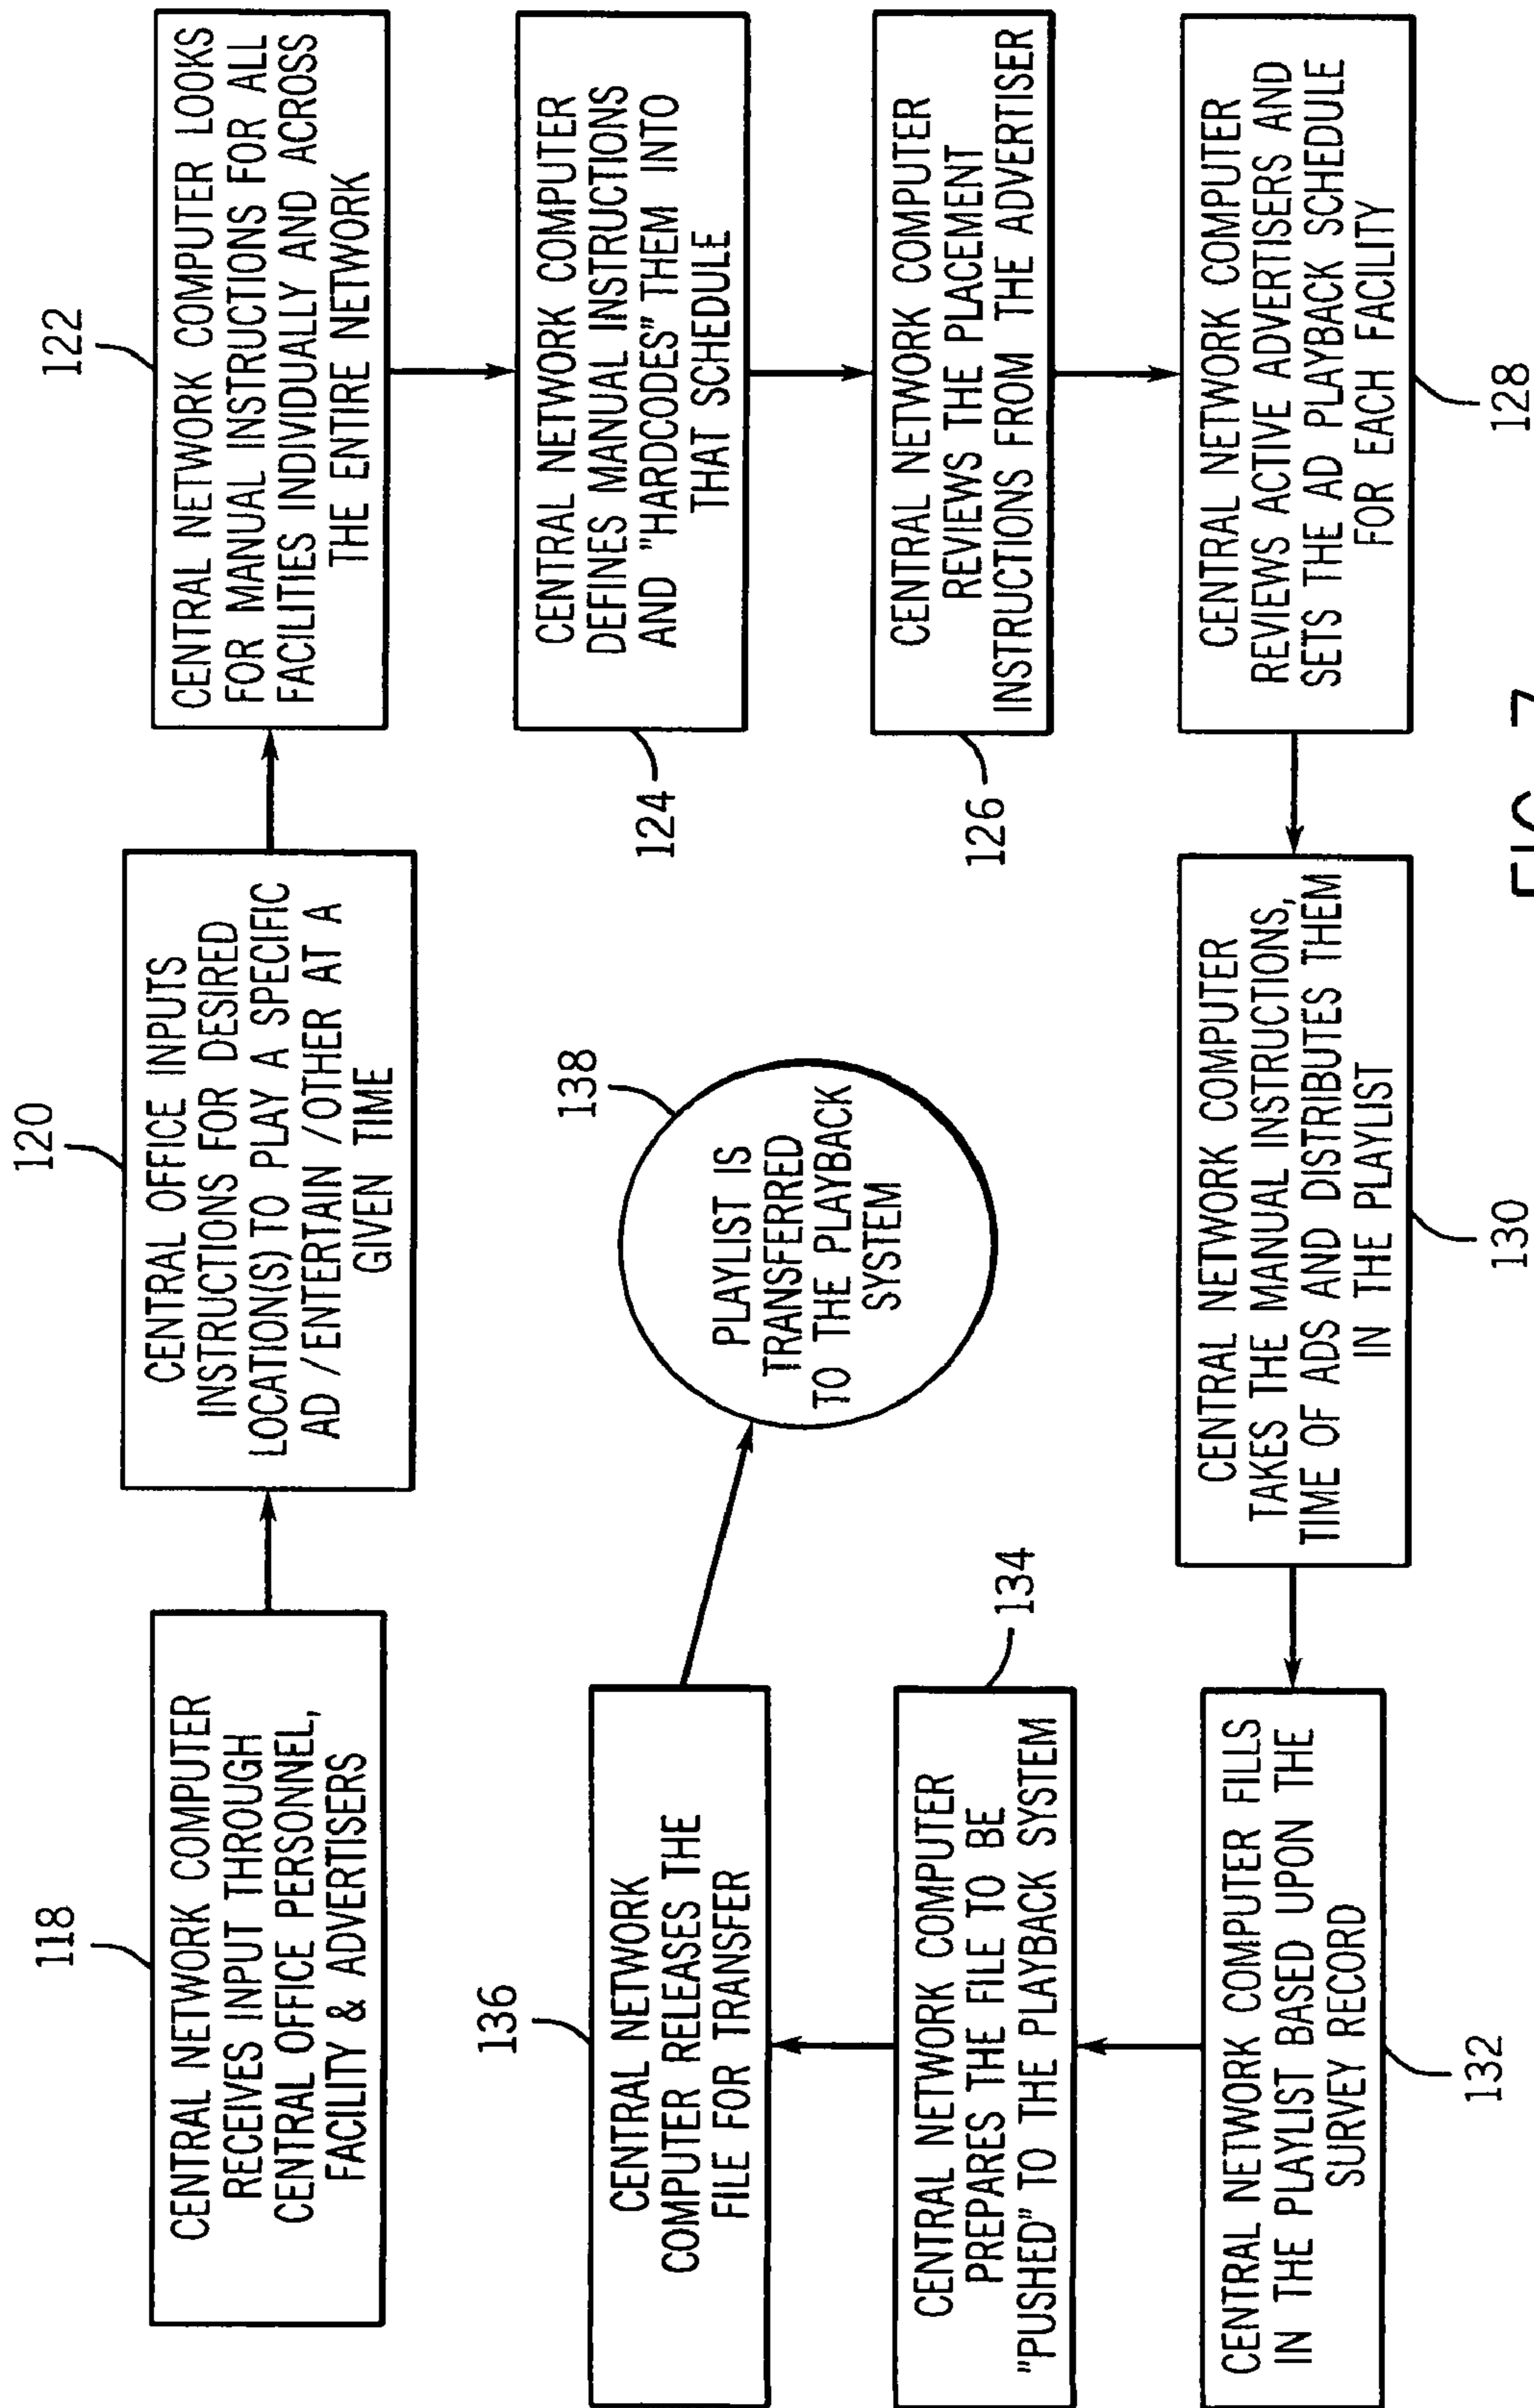 118
CENTRAL NETWORK COMPUTER
RECEIVES INPUT THROUGH
CENTRAL OFFICE PERSONNEL,
FACILITY & ADVERTISERS
120
CENTRAL OFFICE INPUTS
INSTRUCTIONS FOR DESIRED
LOCATION(S) TO PLAY A SPECIFIC
AD / ENTERTAIN / OTHER AT A
GIVEN TIME
122
CENTRAL NETWORK COMPUTER LOOKS
FOR MANUAL INSTRUCTIONS FOR ALL
FACILITIES INDIVIDUALLY AND ACROSS
THE ENTIRE NETWORK
CENTRAL NETWORK COMPUTER
DEFINES MANUAL INSTRUCTIONS
AND "HARDCODES" THEM INTO
THAT SCHEDULE
124
CENTRAL NETWORK COMPUTER
REVIEWS THE PLACEMENT
INSTRUCTIONS FROM THE ADVERTISER
126
CENTRAL NETWORK COMPUTER
REVIEWS ACTIVE ADVERTISERS AND
SETS THE AD PLAYBACK SCHEDULE
FOR EACH FACILITY
128
CENTRAL NETWORK COMPUTER
TAKES THE MANUAL INSTRUCTIONS,
TIME OF ADS AND DISTRIBUTES THEM
IN THE PLAYLIST
130
CENTRAL NETWORK COMPUTER FILLS
IN THE PLAYLIST BASED UPON THE
SURVEY RECORD
132
134
CENTRAL NETWORK COMPUTER
PREPARES THE FILE TO BE
"PUSHED" TO THE PLAYBACK SYSTEM
136
CENTRAL NETWORK
COMPUTER RELEASES THE
FILE FOR TRANSFER
138
PLAYLIST IS
TRANSFERRED
TO THE PLAYBACK
SYSTEM
FIG. 7